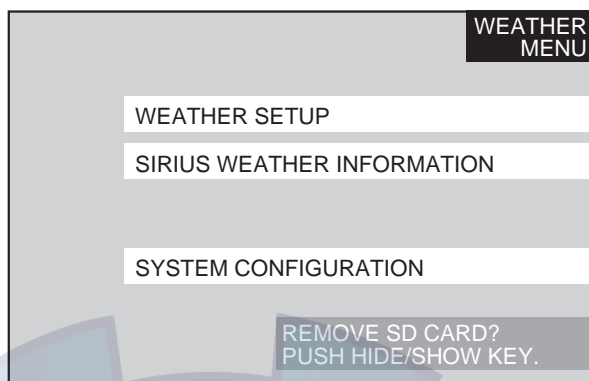 WEATHER
MENU
WEATHER SETUP
SIRIUS WEATHER INFORMATION
SYSTEM CONFIGURATION
REMOVE SD CARD?
PUSH HIDE/SHOW KEY.